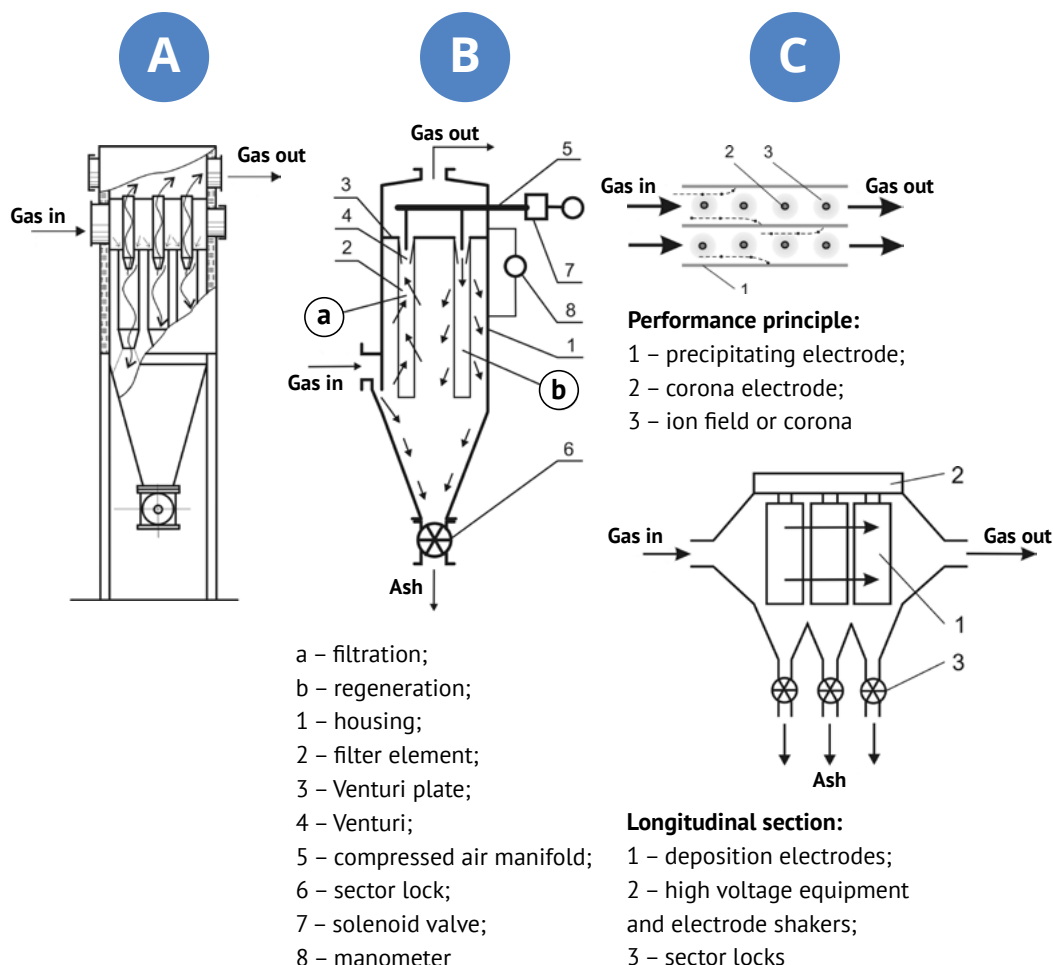 A
B
C
Gas out
Gas in
Gas out
5
3
4
2
a
7
8
1
Gas in
b
6
Ash
a – filtration;
b – regeneration;
1 – housing;
2 – filter element;
3 – Venturi plate;
4 – Venturi;
5 – compressed air manifold;
6 – sector lock;
7 – solenoid valve;
8 – manometer
2
3
Gas in
Gas out
1
Performance principle:
1 – precipitating electrode;
2 – corona electrode;
3 – ion field or corona
2
Gas in
Gas out
1
3
Ash
Longitudinal section:
1 – deposition electrodes;
2 – high voltage equipment
and electrode shakers;
3 – sector locks